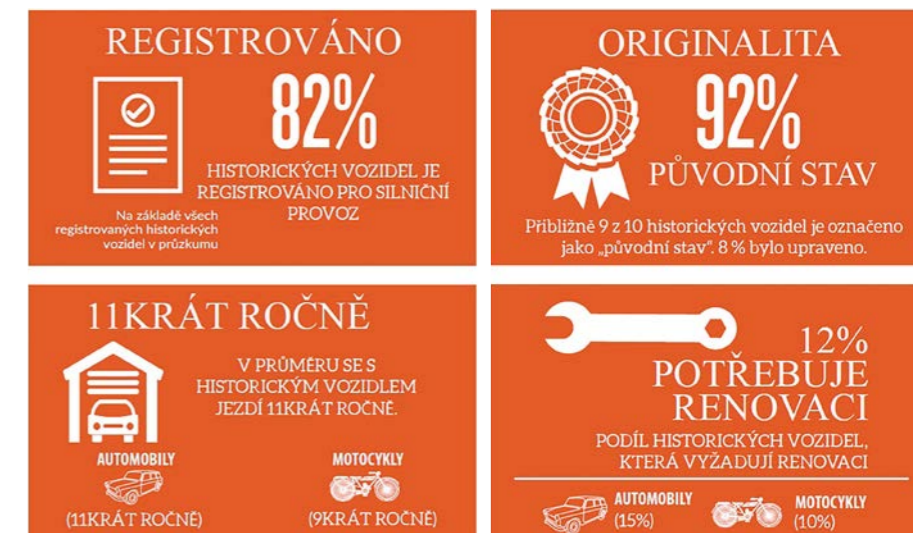 REGISTROVÁNO
82%
HISTORICKÝCH VOZIDEL JE
REGISTROVÁNO PRO SILNIČNÍ
PROVOZ
Na základě všech
registrovaných historických
vozidel v průzkumu
ORIGINALITA
92%
PŮVODNÍ STAV
Přibližně 9 z 10 historických vozidel je označeno
jako „původní stav“. 8 % bylo upraveno.
11KRÁT ROČNĚ
V PRŮMĚRU SE S
HISTORICKÝM VOZIDLEM
JEZDÍ 11KRÁT ROČNĚ.
AUTOMOBILY
(11KRÁT ROČNĚ)
MOTOCYKLY
(9KRÁT ROČNĚ)
12%
POTŘEBUJE
RENOVACI
PODÍL HISTORICKÝCH VOZIDEL,
KTERÁ VYŽADUJÍ RENOVACI
AUTOMOBILY
(15%)
MOTOCYKLY
(10%)